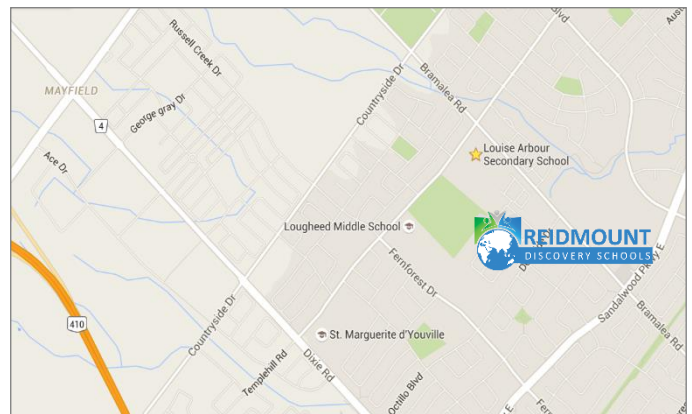 Blvd
Aust
Russell Creek Dr
Bramalea Rd
Countryside Dr
MAYFIELD
George gray Dr
4
Louise Arbour
Secondary School
Ace Dr
Lougheed Middle School
REIDMOUNT
DISCOVERY SCHOOLS
Fernforest Dr
Sandalwood Pkwy E
410
Countryside Dr
St. Marguerite d'Youville
Bramalea Rd
Dixie Rd
Templehill Rd
Octillo Blvd
E